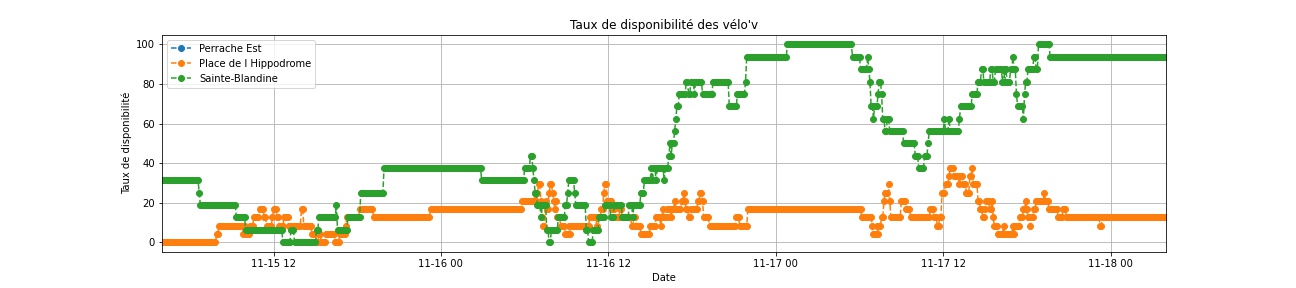 Taux de disponibilité des vélo'v
Perrache Est
Place de l Hippodrome
Sainte-Blandine
Taux de disponibilité
100
80
60
40
20
0
11-15 12
11-16 00
11-16 12
11-17 00
11-17 12
11-18 00
Date